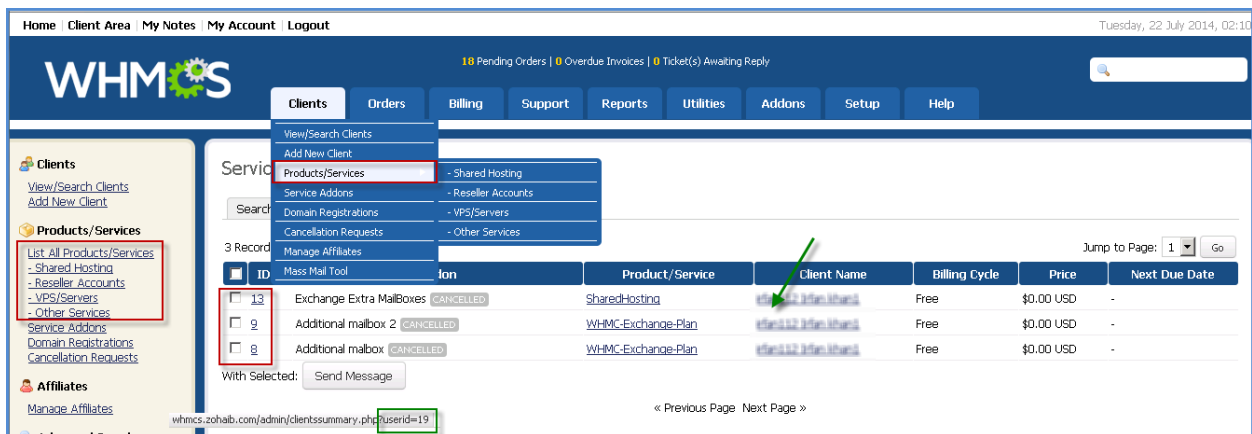 Home | Client Area | My Notes | My Account | Logout
Tuesday, 22 July 2014, 02:10
WHMCS
18 Pending Orders | 0 Overdue Invoices | 0 Ticket(s) Awaiting Reply
Clients Orders Billing Support Reports Utilities Addons Setup Help
View/Search Clients
Add New Client
Products/Services
Service Addons
Domain Registrations
Cancellation Requests
Manage Affiliates
Mass Mail Tool
- Shared Hosting
- Reseller Accounts
- VPS/Servers
- Other Services
Clients
View/Search Clients
Add New Client
Products/Services
List All Products/Services
- Shared Hosting
- Reseller Accounts
- VPS/Servers
- Other Services
Service Addons
Domain Registrations
Cancellation Requests
Affiliates
Manage Affiliates
Servic
Search
3 Record
Jump to Page: 1 Go
ID Product/Service Client Name Billing Cycle Price Next Due Date
13 Exchange Extra MailBoxes CANCELLED SharedHosting Free $0.00 USD -
9 Additional mailbox 2 CANCELLED WHMC-Exchange-Plan Free $0.00 USD -
8 Additional malbox CANCELLED WHMC-Exchange-Plan Free $0.00 USD -
With Selected: Send Message
« Previous Page Next Page »
whmcs.zohaib.com/admin/clientssummary.php?userid=19